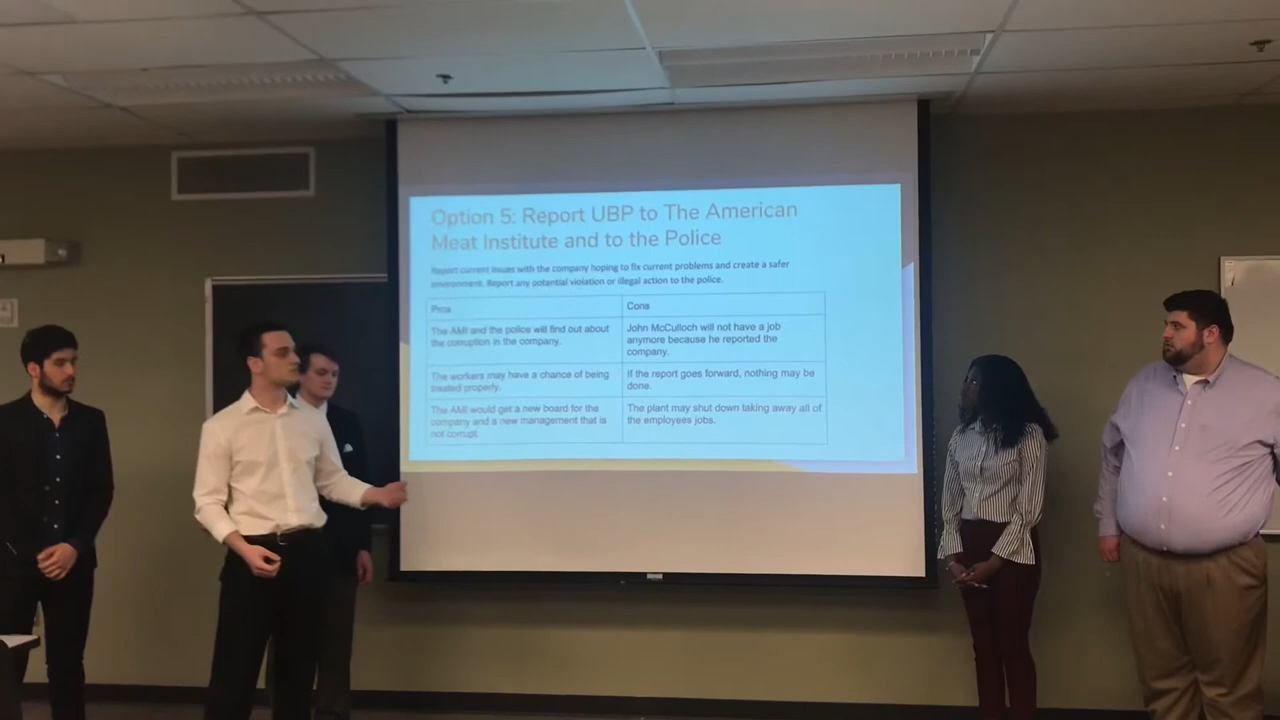 Option 5: Report UBP to The American
Meat Institute and to the Police
Report current issues with the company hoping to fix current problems and create a safer
environment. Report any potential violation or illegal action to the police.
Pros
Cons
The AMI and the police will find out about
the corruption in the company.
John McCulloch will not have a job
anymore because he reported the
company.
The workers may have a chance of being
treated properly.
If the report goes forward, nothing may be
done.
The AMI would get a new board for the
company and a new management that is
not corrupt.
The plant may shut down taking away all of
the employees jobs.